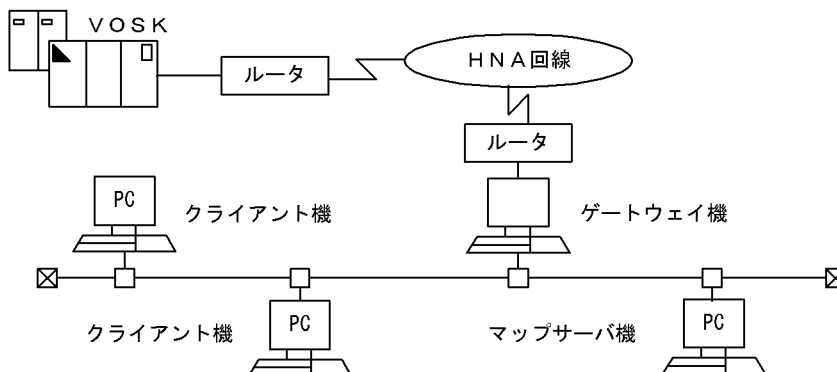 VOSK
ルータ
HNA回線
ルータ
PC
クライアント機
ゲートウェイ機
クライアント機
PC
マップサーバ機
PC